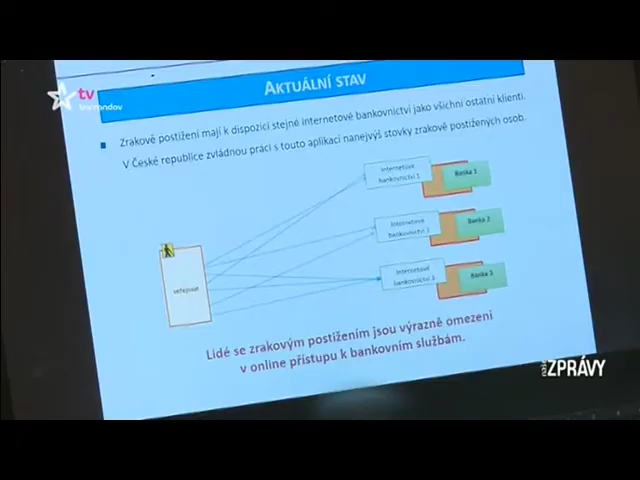 tv
barrandov
AKTUÁLNÍ STAV
Zrakově postižení mají k dispozici stejné internetové bankovnictví jako všichni ostatní klienti.
V České republice zvládnou práci s touto aplikací nanejvýš stovky zrakově postižených osob.
Internetové
bankovnictví 1
Banka 1
Internetové
bankovnictví 2
Banka 2
veřejnost
Internetové
bankovnictví 3
Banka 3
Lidé se zrakovým postižením jsou výrazně omezeni
v online přístupu k bankovním službám.
naše ZPRÁVY